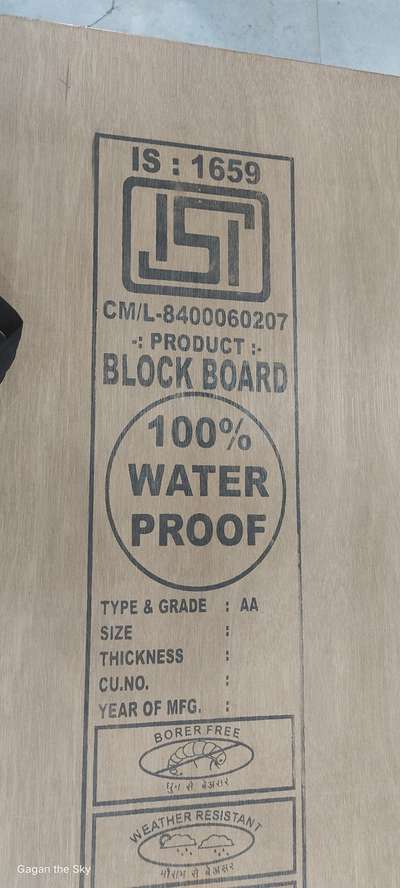 IS : 1659
ISI
CM/L-8400060207
-: PRODUCT :-
BLOCK BOARD
100%
WATER
PROOF
TYPE & GRADE : AA
SIZE :
THICKNESS :
CU.NO. :
YEAR OF MFG. :
BORER FREE
घुन से बेअसर
WEATHER RESISTANT
मौसम से बेअसर
Gagan the Sky